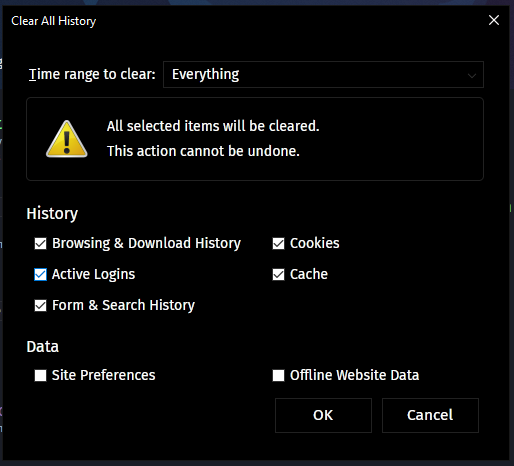 Clear All History
Time range to clear: Everything
All selected items will be cleared.
This action cannot be undone.
History
Browsing & Download History Cookies
Active Logins Cache
Form & Search History
Data
Site Preferences Offline Website Data
OK Cancel